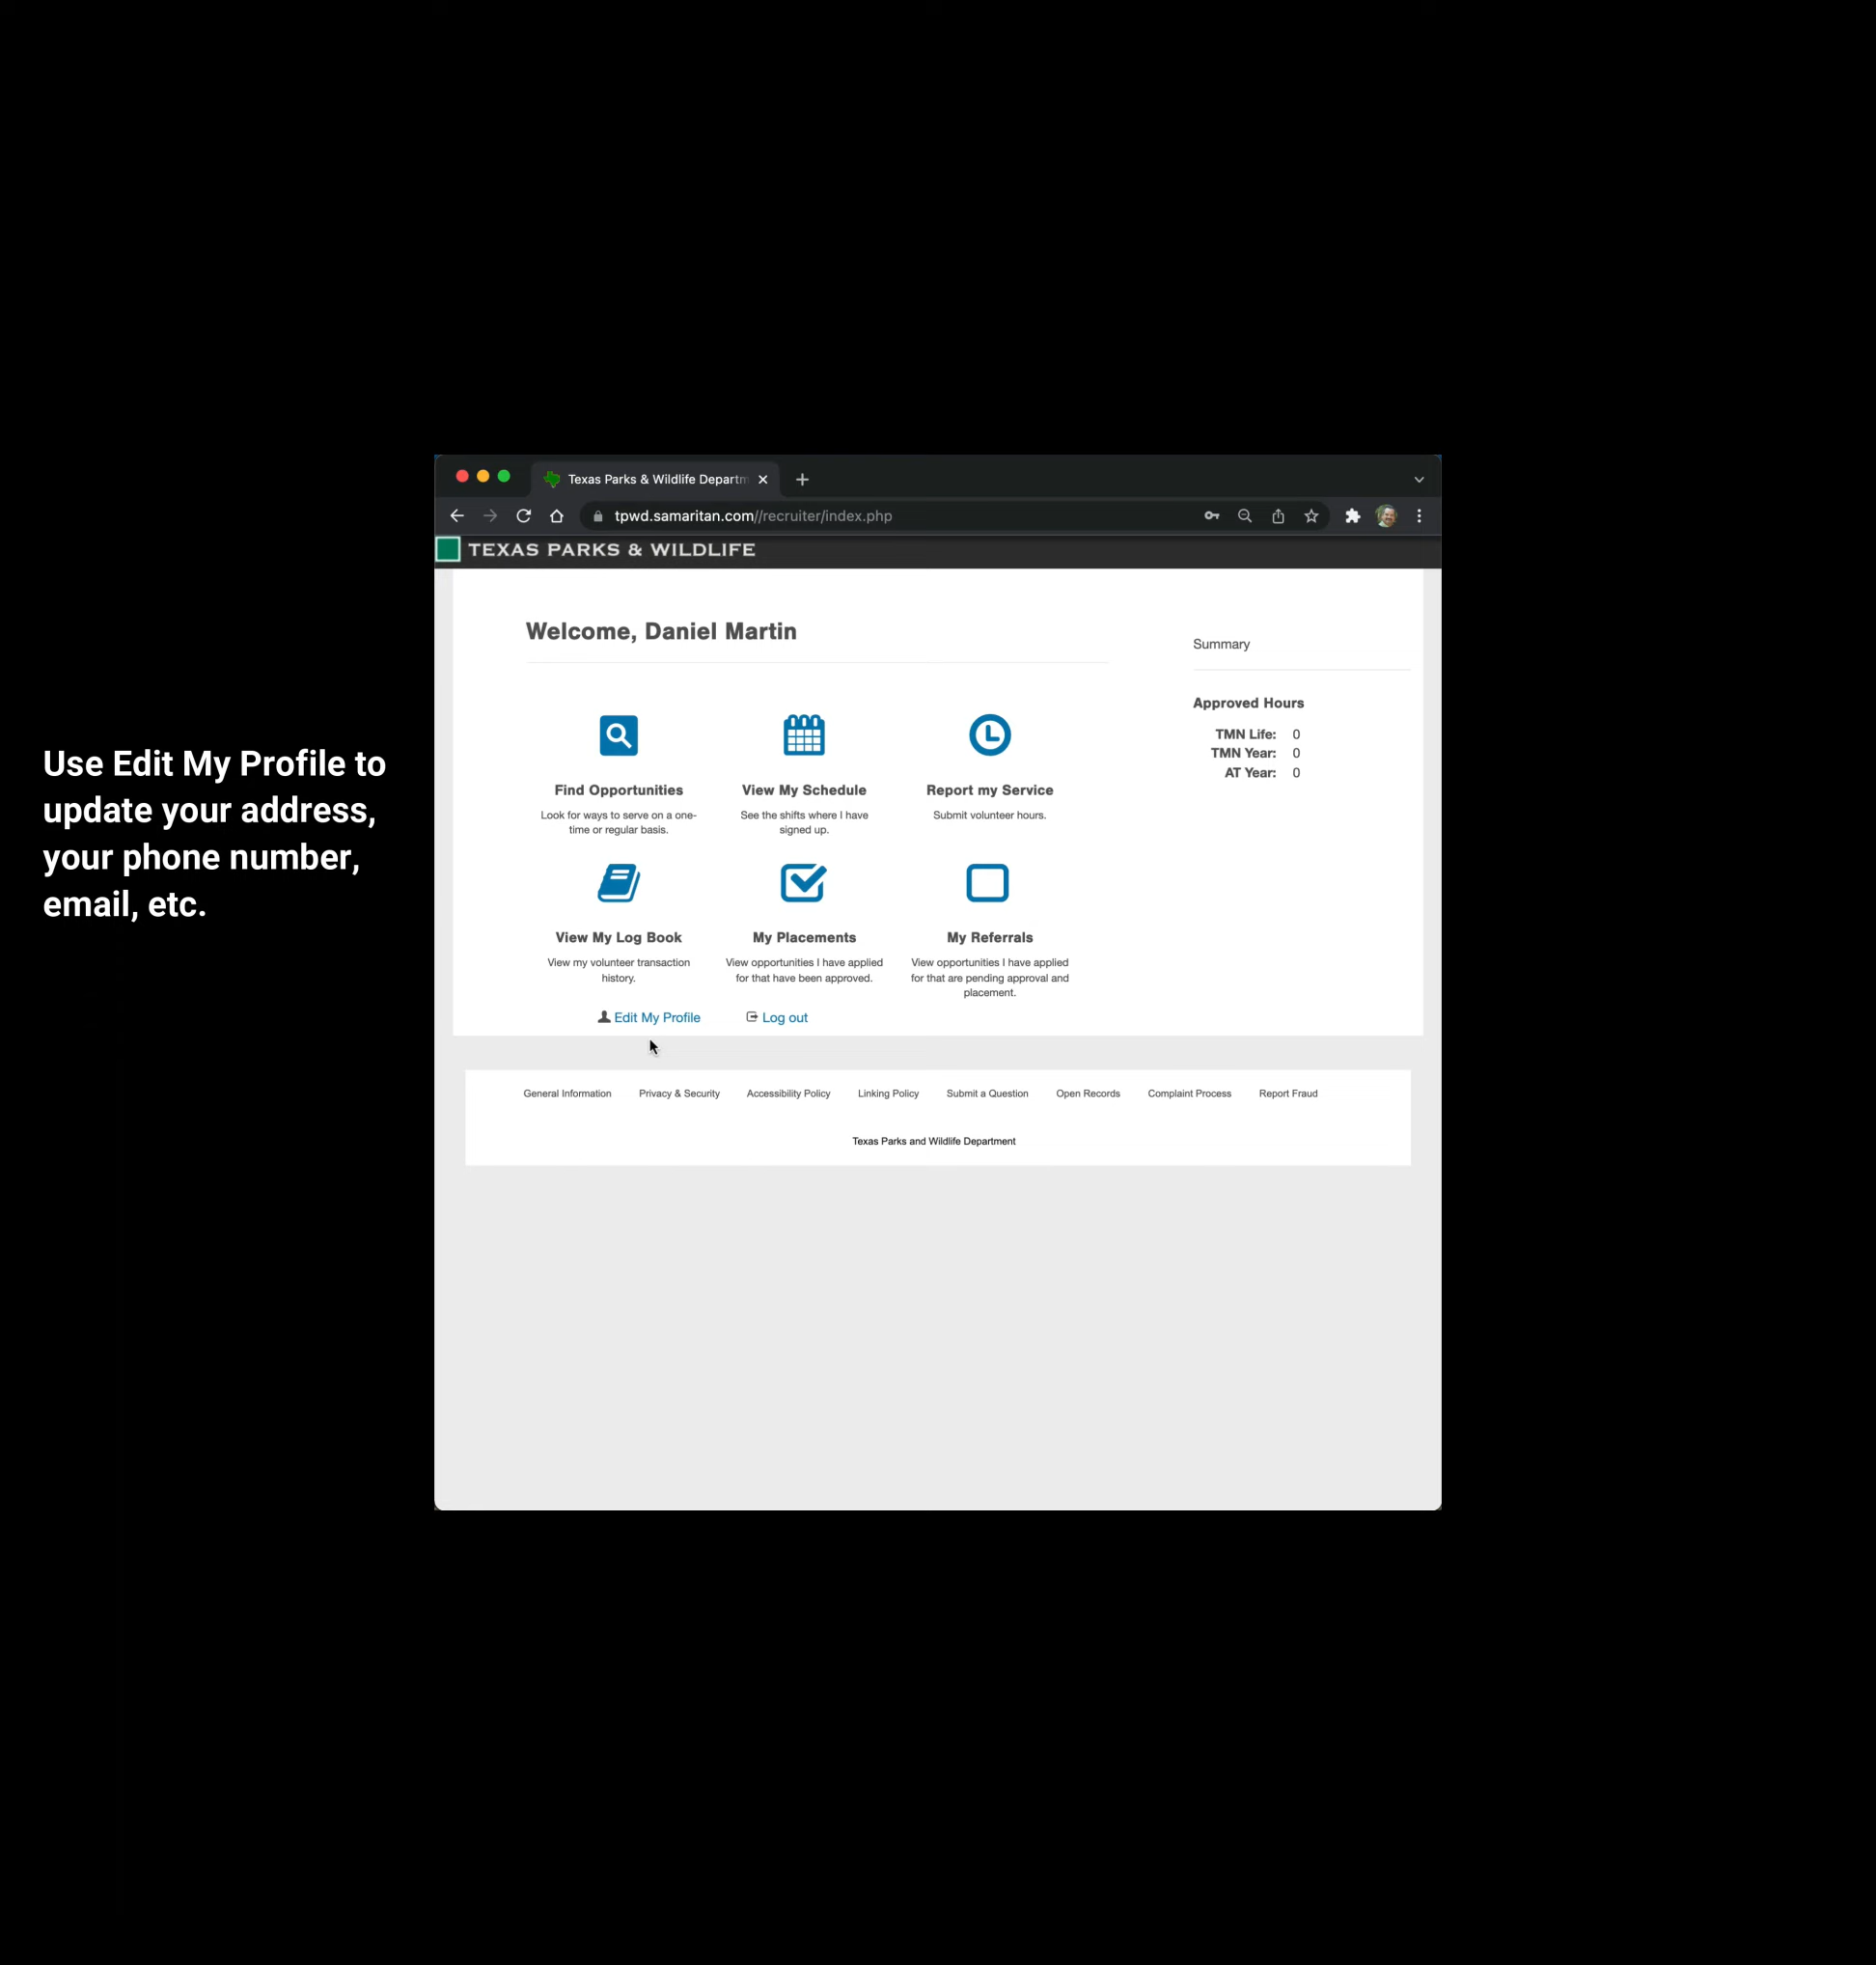 Use Edit My Profile to
update your address,
your phone number,
email, etc.
Texas Parks & Wildlife Departm
tpwd.samaritan.com//recruiter/index.php
TEXAS PARKS & WILDLIFE
Welcome, Daniel Martin
Find Opportunities
Look for ways to serve on a one-
time or regular basis.
View My Schedule
See the shifts where I have
signed up.
Report my Service
Submit volunteer hours.
View My Log Book
View my volunteer transaction
history.
My Placements
View opportunities I have applied
for that have been approved.
My Referrals
View opportunities I have applied
for that are pending approval and
placement.
Edit My Profile
Log out
Summary
Approved Hours
TMN Life: 0
TMN Year: 0
AT Year: 0
General Information Privacy & Security Accessibility Policy Linking Policy Submit a Question Open Records Complaint Process Report Fraud
Texas Parks and Wildlife Department